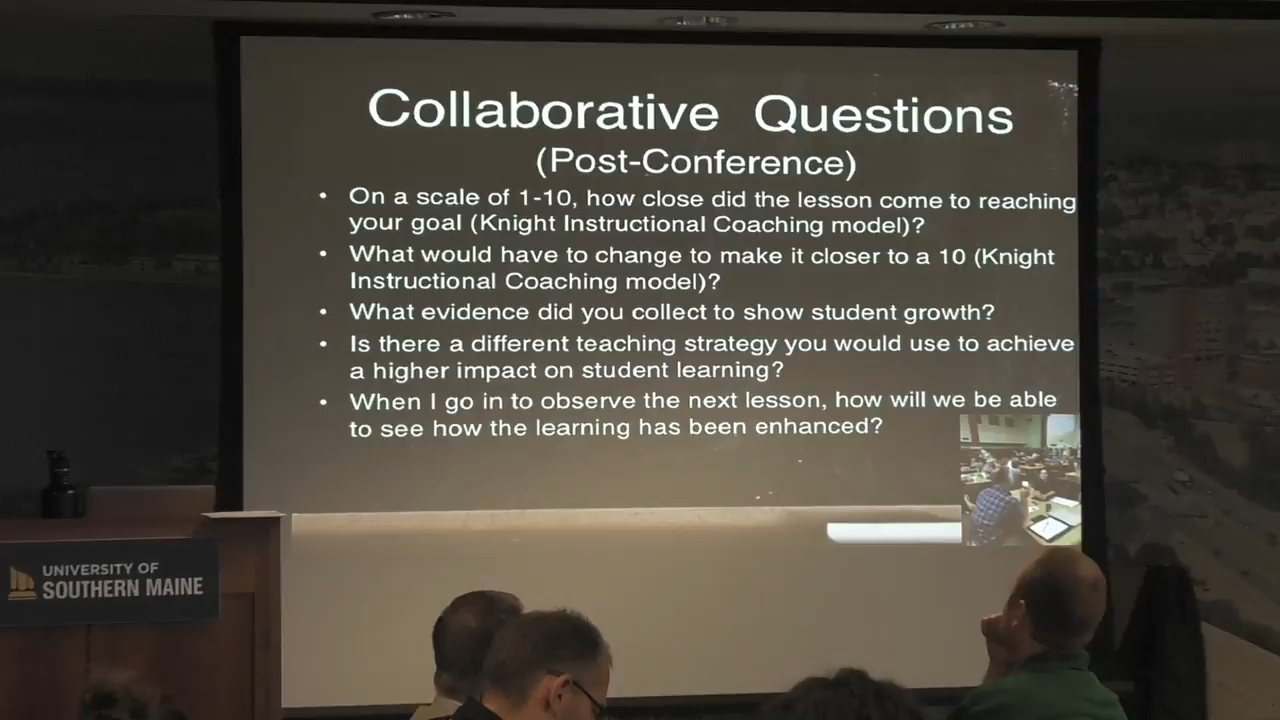 Collaborative Questions
(Post-Conference)
• On a scale of 1-10, how close did the lesson come to reaching
your goal (Knight Instructional Coaching model)?
• What would have to change to make it closer to a 10 (Knight
Instructional Coaching model)?
• What evidence did you collect to show student growth?
• Is there a different teaching strategy you would use to achieve
a higher impact on student learning?
• When I go in to observe the next lesson, how will we be able
to see how the learning has been enhanced?
UNIVERSITY OF
SOUTHERN MAINE